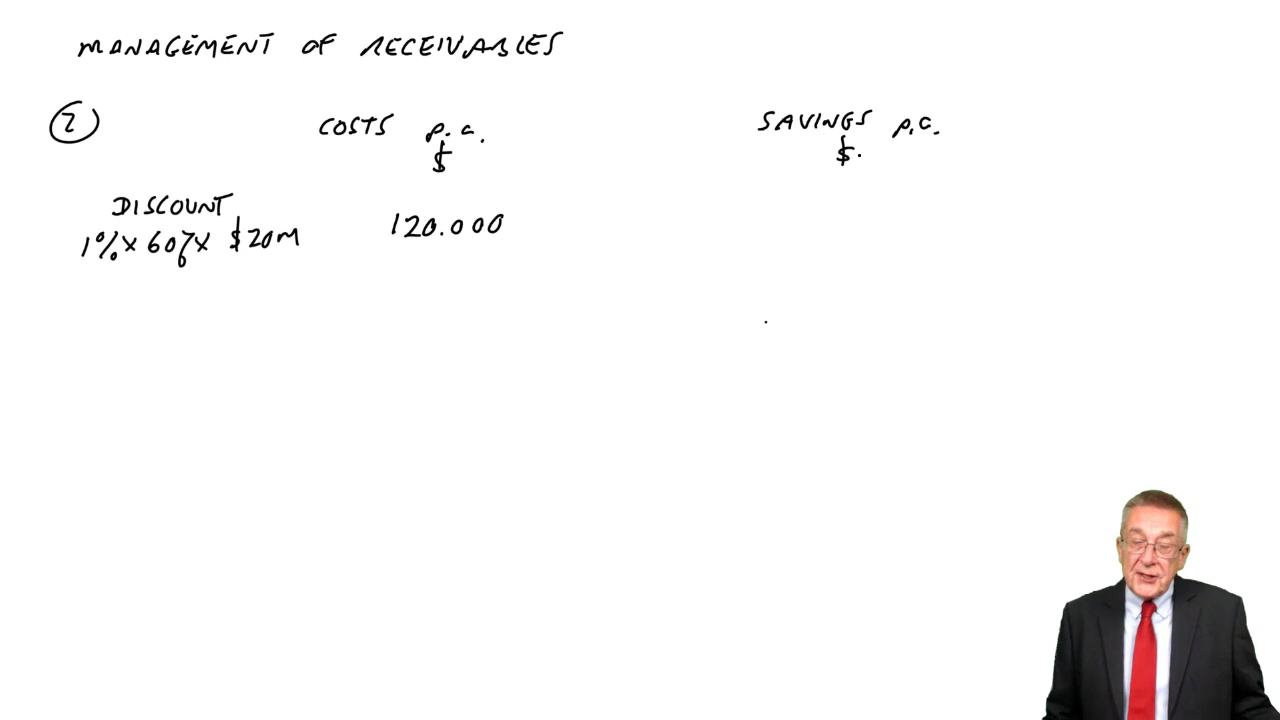 MANAGEMENT OF RECEIVABLES
2
COSTS p.a.
$
SAVINGS p.a.
$.
DISCOUNT
1% x 60% x $20M 120.000